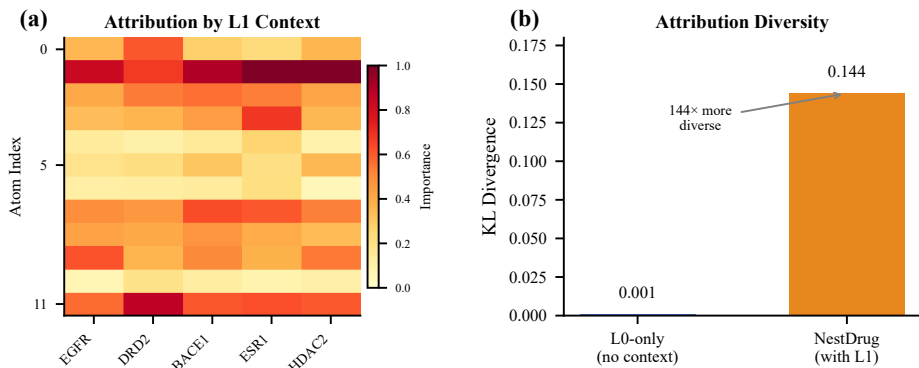 (a)
Attribution by L1 Context
0
5
11
Atom Index
EGFR
DRD2
BACE1
ESR1
HDAC2
1.0
0.8
0.6
0.4
0.2
0.0
Importance
(b)
Attribution Diversity
0.175
0.150
0.125
0.100
0.075
0.050
0.025
0.000
KL Divergence
0.144
144× more
diverse
0.001
L0-only
(no context)
NestDrug
(with L1)